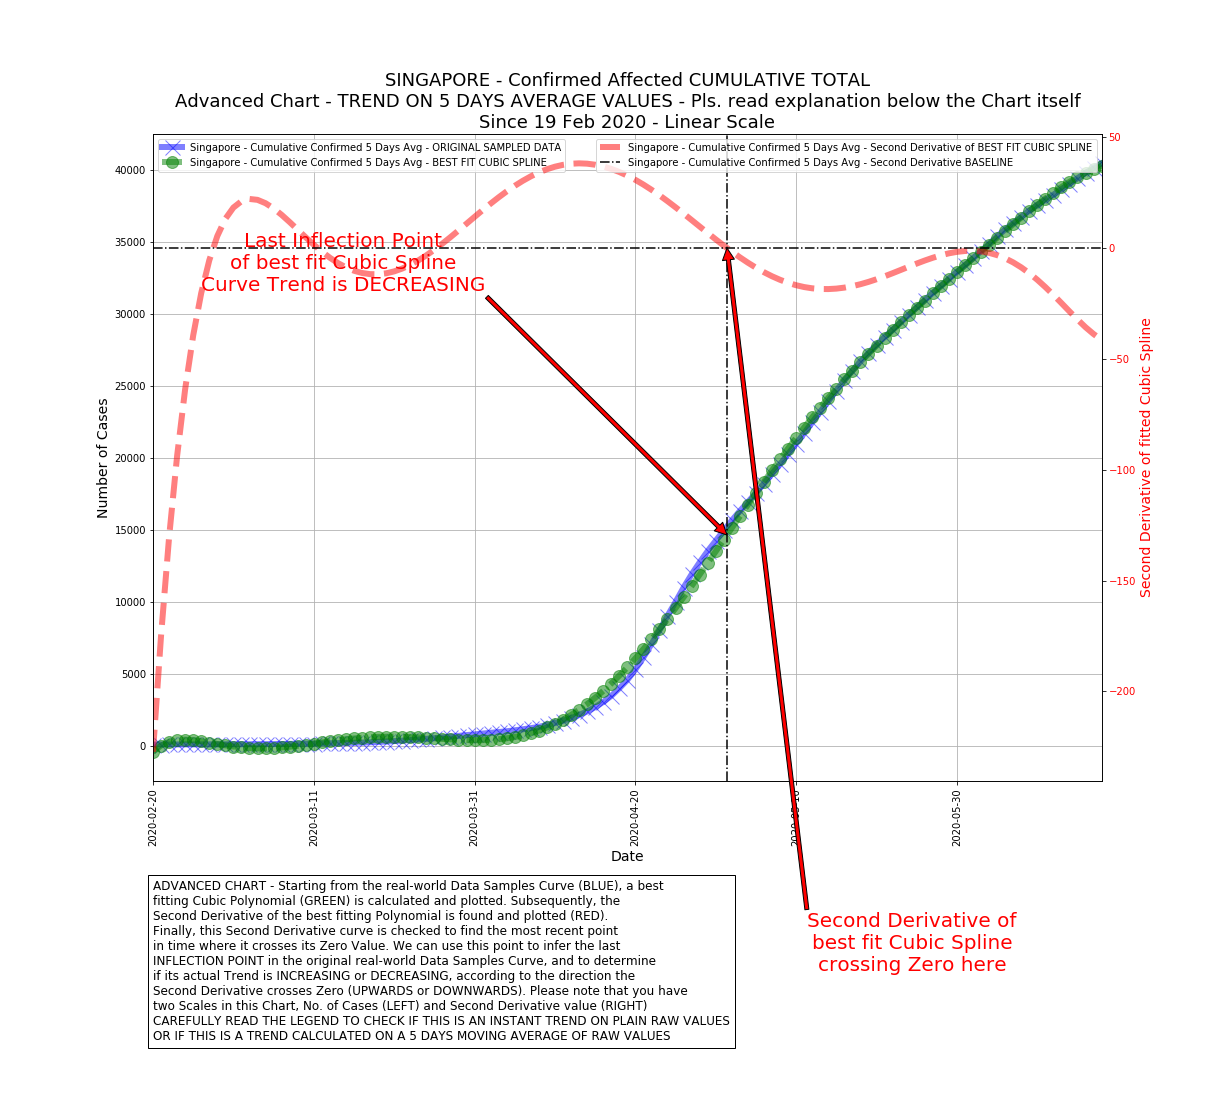 SINGAPORE - Confirmed Affected CUMULATIVE TOTAL
Advanced Chart - TREND ON 5 DAYS AVERAGE VALUES - Pls. read explanation below the Chart itself
Since 19 Feb 2020 - Linear Scale
Singapore - Cumulative Confirmed 5 Days Avg - ORIGINAL SAMPLED DATA
Singapore - Cumulative Confirmed 5 Days Avg - BEST FIT CUBIC SPLINE
Singapore - Cumulative Confirmed 5 Days Avg - Second Derivative of BEST FIT CUBIC SPLINE
Singapore - Cumulative Confirmed 5 Days Avg - Second Derivative BASELINE
Last Inflection Point
of best fit Cubic Spline
Curve Trend is DECREASING
Number of Cases
40000
35000
30000
25000
20000
15000
10000
5000
0
50
0
−50
−100
−150
−200
Second Derivative of fitted Cubic Spline
2020-02-20
2020-03-11
2020-03-31
2020-04-20
2020-05-10
2020-05-30
Date
Second Derivative of
best fit Cubic Spline
crossing Zero here
ADVANCED CHART - Starting from the real-world Data Samples Curve (BLUE), a best
fitting Cubic Polynomial (GREEN) is calculated and plotted. Subsequently, the
Second Derivative of the best fitting Polynomial is found and plotted (RED).
Finally, this Second Derivative curve is checked to find the most recent point
in time where it crosses its Zero Value. We can use this point to infer the last
INFLECTION POINT in the original real-world Data Samples Curve, and to determine
if its actual Trend is INCREASING or DECREASING, according to the direction the
Second Derivative crosses Zero (UPWARDS or DOWNWARDS). Please note that you have
two Scales in this Chart, No. of Cases (LEFT) and Second Derivative value (RIGHT)
CAREFULLY READ THE LEGEND TO CHECK IF THIS IS AN INSTANT TREND ON PLAIN RAW VALUES
OR IF THIS IS A TREND CALCULATED ON A 5 DAYS MOVING AVERAGE OF RAW VALUES